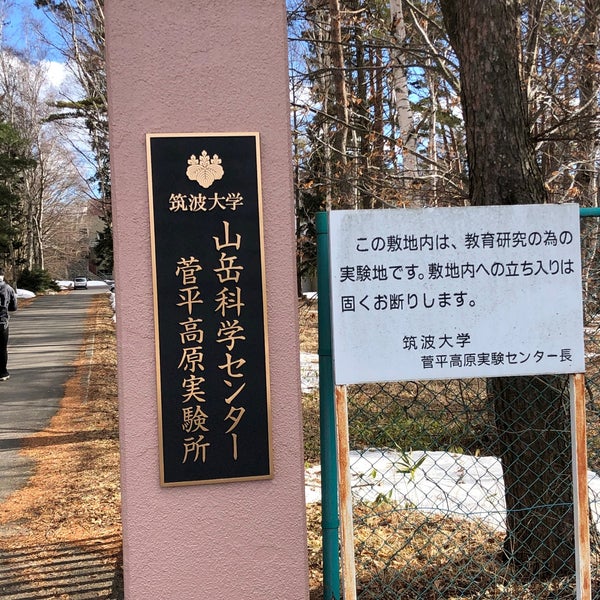 筑波大学
山岳科学センター
菅平高原実験所
この敷地内は、教育研究の為の
実験地です。敷地内への立ち入りは
固くお断りします。
筑波大学
菅平高原実験センター長